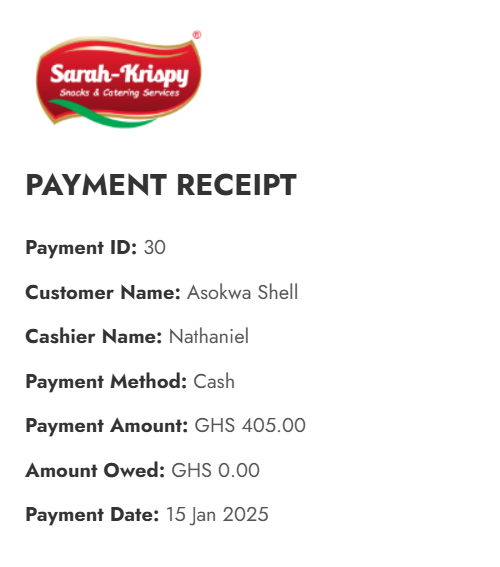 ®
Sarah-Krispy
Snacks & Catering Services
PAYMENT RECEIPT
Payment ID: 30
Customer Name: Asokwa Shell
Cashier Name: Nathaniel
Payment Method: Cash
Payment Amount: GHS 405.00
Amount Owed: GHS 0.00
Payment Date: 15 Jan 2025